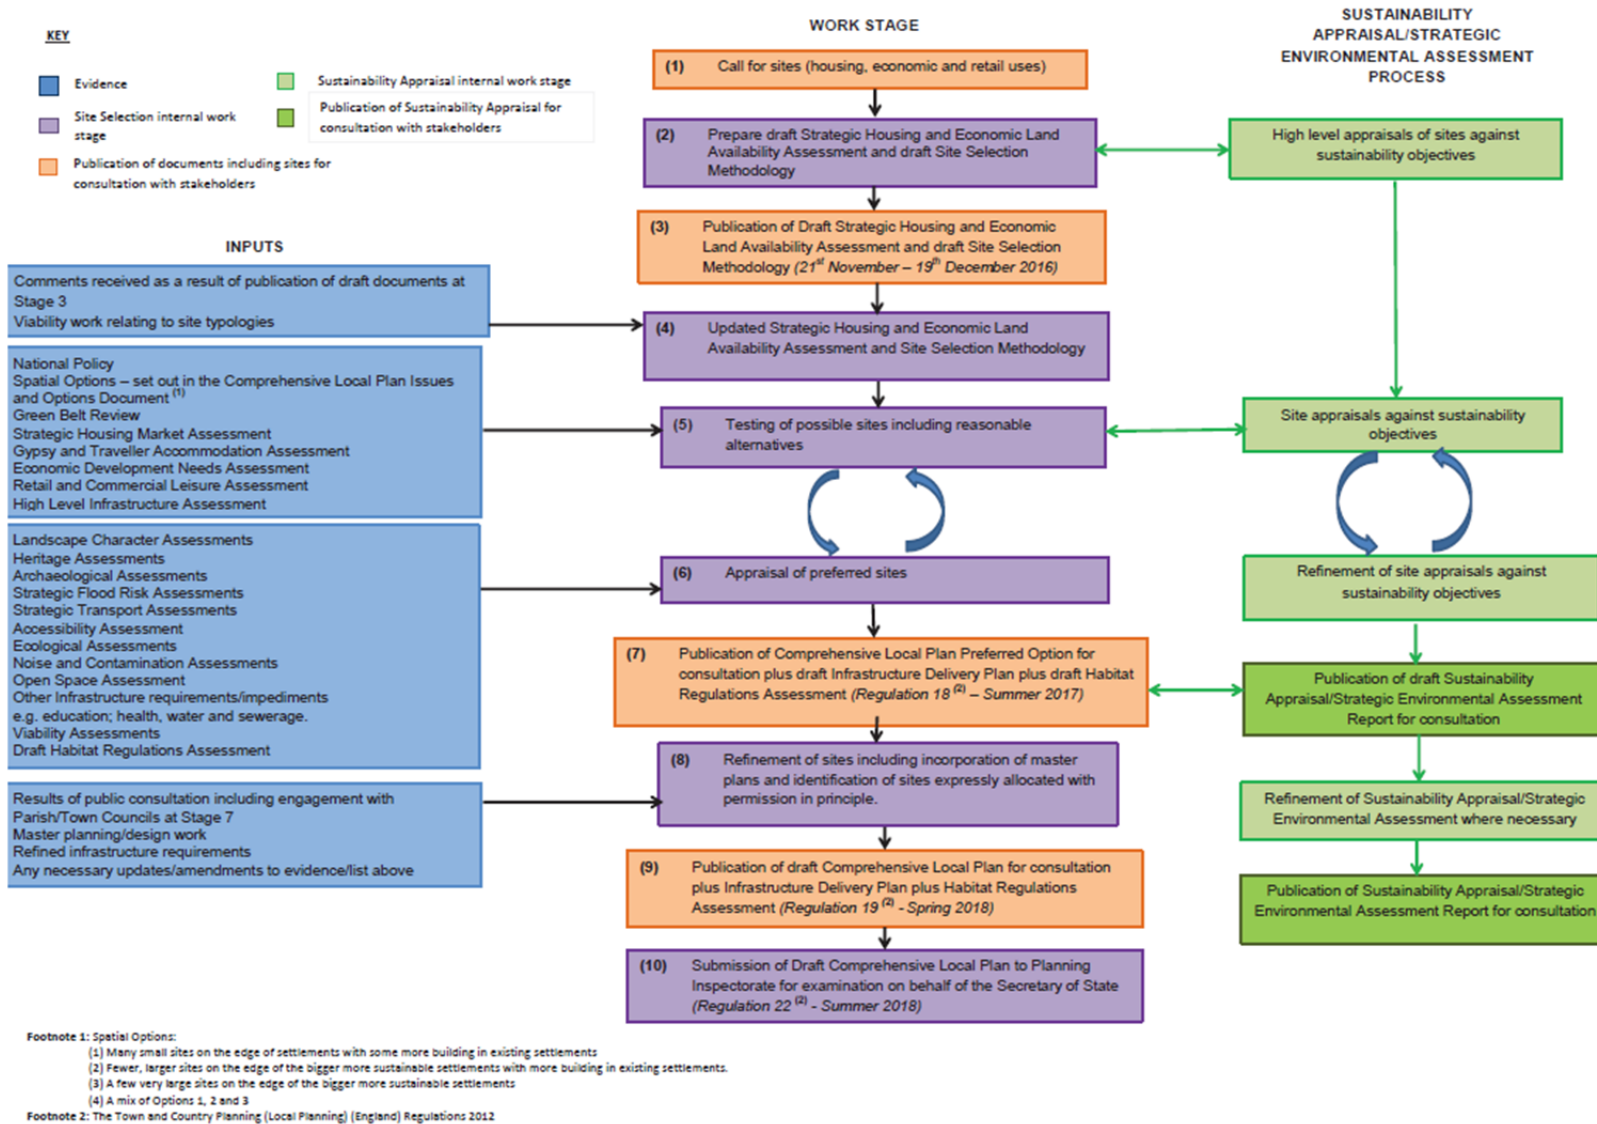 KEY
Evidence
Site Selection internal work
stage
Publication of documents including sites for
consultation with stakeholders
Sustainability Appraisal internal work stage
Publication of Sustainability Appraisal for
consultation with stakeholders
INPUTS
Comments received as a result of publication of draft documents at
Stage 3
Viability work relating to site typologies
National Policy
Spatial Options – set out in the Comprehensive Local Plan Issues
and Options Document (1)
Green Belt Review
Strategic Housing Market Assessment
Gypsy and Traveller Accommodation Assessment
Economic Development Needs Assessment
Retail and Commercial Leisure Assessment
High Level Infrastructure Assessment
Landscape Character Assessments
Heritage Assessments
Archaeological Assessments
Strategic Flood Risk Assessments
Strategic Transport Assessments
Accessibility Assessment
Ecological Assessments
Noise and Contamination Assessments
Open Space Assessment
Other Infrastructure requirements/impediments
e.g. education; health, water and sewerage.
Viability Assessments
Draft Habitat Regulations Assessment
Results of public consultation including engagement with
Parish/Town Councils at Stage 7
Master planning/design work
Refined infrastructure requirements
Any necessary updates/amendments to evidence/list above
WORK STAGE
(1) Call for sites (housing, economic and retail uses)
(2) Prepare draft Strategic Housing and Economic Land
Availability Assessment and draft Site Selection
Methodology
(3) Publication of Draft Strategic Housing and Economic
Land Availability Assessment and draft Site Selection
Methodology (21st November – 19th December 2016)
(4) Updated Strategic Housing and Economic Land
Availability Assessment and Site Selection Methodology
(5) Testing of possible sites including reasonable
alternatives
(6) Appraisal of preferred sites
(7) Publication of Comprehensive Local Plan Preferred Option for
consultation plus draft Infrastructure Delivery Plan plus draft Habitat
Regulations Assessment (Regulation 18 (2) – Summer 2017)
(8) Refinement of sites including incorporation of master
plans and identification of sites expressly allocated with
permission in principle.
(9) Publication of draft Comprehensive Local Plan for consultation
plus Infrastructure Delivery Plan plus Habitat Regulations
Assessment (Regulation 19 (2) - Spring 2018)
(10) Submission of Draft Comprehensive Local Plan to Planning
Inspectorate for examination on behalf of the Secretary of State
(Regulation 22 (2) - Summer 2018)
SUSTAINABILITY
APPRAISAL/STRATEGIC
ENVIRONMENTAL ASSESSMENT
PROCESS
High level appraisals of sites against
sustainability objectives
Site appraisals against sustainability
objectives
Refinement of site appraisals against
sustainability objectives
Publication of draft Sustainability
Appraisal/Strategic Environmental Assessment
Report for consultation
Refinement of Sustainability Appraisal/Strategic
Environmental Assessment where necessary
Publication of Sustainability Appraisal/Strategic
Environmental Assessment Report for consultation
Footnote 1: Spatial Options:
(1) Many small sites on the edge of settlements with some more building in existing settlements
(2) Fewer, larger sites on the edge of the bigger more sustainable settlements with more building in existing settlements.
(3) A few very large sites on the edge of the bigger more sustainable settlements
(4) A mix of Options 1, 2 and 3
Footnote 2: The Town and Country Planning (Local Planning) (England) Regulations 2012